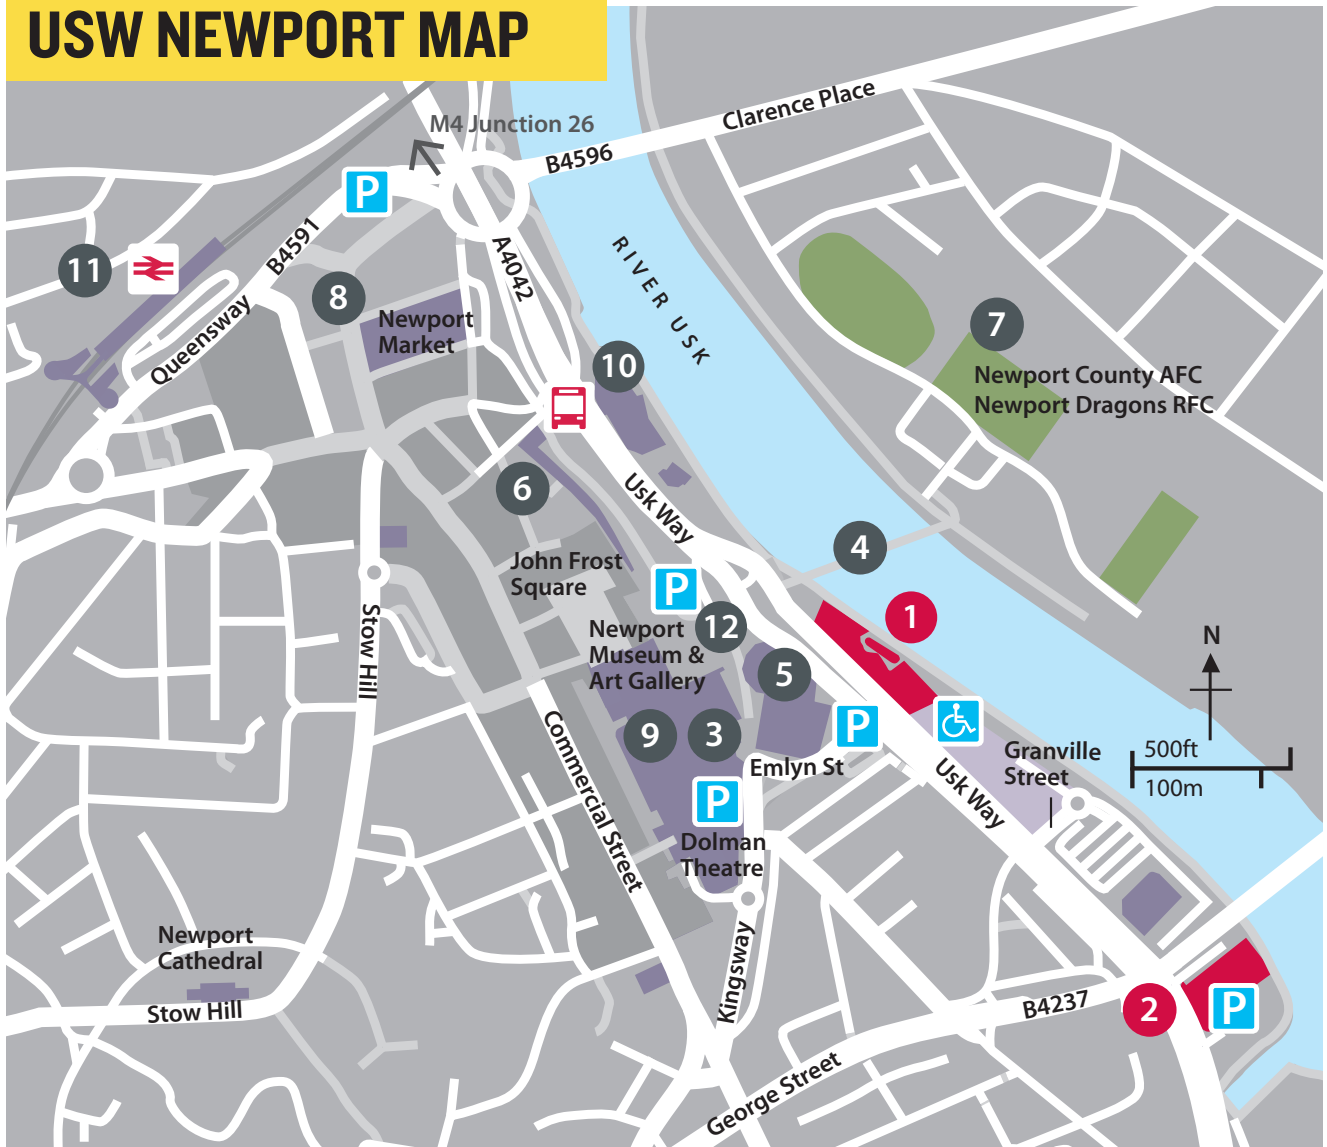 USW NEWPORT MAP
M4 Junction 26
Clarence Place
B4596
P
B4591
A4042
RIVER USK
11
8
Queensway
Newport
Market
7
Newport County AFC
Newport Dragons RFC
10
6
Usk Way
4
John Frost
Square
P
Stow Hill
12
Newport
Museum &
Art Gallery
1
5
N
9
3
P
Commercial Street
Emlyn St
Granville
Street
500ft
100m
Usk Way
P
Dolman
Theatre
Newport
Cathedral
Stow Hill
Kingsway
B4237
2
P
George Street